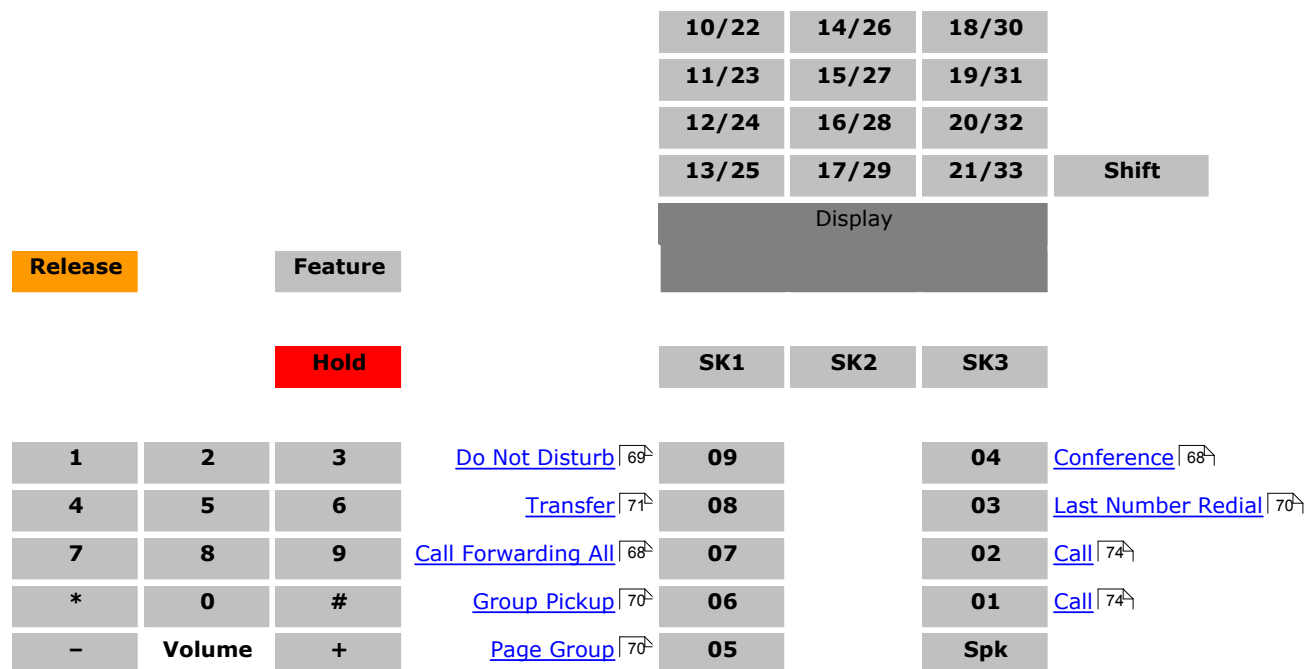 10/22 14/26 18/30
11/23 15/27 19/31
12/24 16/28 20/32
13/25 17/29 21/33 Shift
Display
Release Feature
Hold SK1 SK2 SK3
1 2 3 Do Not Disturb 69 09 04 Conference 68
4 5 6 Transfer 71 08 03 Last Number Redial 70
7 8 9 Call Forwarding All 68 07 02 Call 74
* 0 # Group Pickup 70 06 01 Call 74
– Volume + Page Group 70 05 Spk